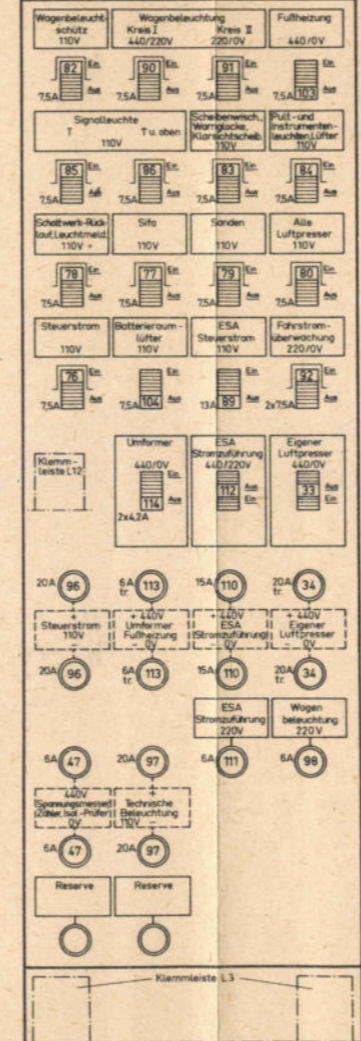 Wagenbeleucht-
schütz
110V
Wagenbeleuchtung
Kreis I Kreis II
440/220V 220/0V
Fußheizung
440/0V
82 Ein
7,5A Aus
90 Ein
7,5A Aus
91 Ein
7,5A Aus
Ein
7,5A 103 Aus
Signalleuchte
T T u. oben
110V
Scheibenwisch.,
Warnglocke,
Klarsichtscheib.
110V
Pult-und
Instrumenten-
leuchten, Lüfter
110V
85 Ein
7,5A Aus
86 Ein
7,5A Aus
83 Ein
7,5A Aus
84 Ein
7,5A Aus
Schaltwerk-Rück-
lauf, Leuchtmeld.
110V +
Sifa
110V
Sanden
110V
Alle
Luftpresser
110V
78 Ein
7,5A Aus
77 Ein
7,5A Aus
79 Ein
7,5A Aus
80 Ein
7,5A Aus
Steuerstrom
110V
Batterieraum-
lüfter
110V
ESA
Steuerstrom
110V
Fahrstrom-
überwachung
220/0V
76 Ein
7,5A Aus
Ein
7,5A 104 Aus
Ein
13A 89 Aus
92 Ein
2x7,5A Aus
Klemm-
leiste L12
Umformer
440/0V
Ein
114 Aus
2x4,2A
ESA
Stromzuführung
440/220V
112 Aus
Ein
Eigener
Luftpresser
440/0V
33 Aus
Ein
20A 96
6A tr. 113
15A 110
20A tr. 34
+
Steuerstrom
110V
-
+ 440V
Umformer
Fußheizung
- 0V
+ 440V
ESA
(Stromzuführung)
- 0V
+ 440V
Eigener
Luftpresser
- 0V
20A 96
6A tr. 113
15A 110
20A tr. 34
ESA
Stromzuführung
220V
Wagen
beleuchtung
220V
6A 47
20A 97
6A 111
6A 98
440V
(Spannungsmesser)
(Zähler, Isol.-Prüfer)
0V
+
Technische
Beleuchtung
110V -
6A 47
20A 97
Reserve
Reserve
Klemmleiste L3